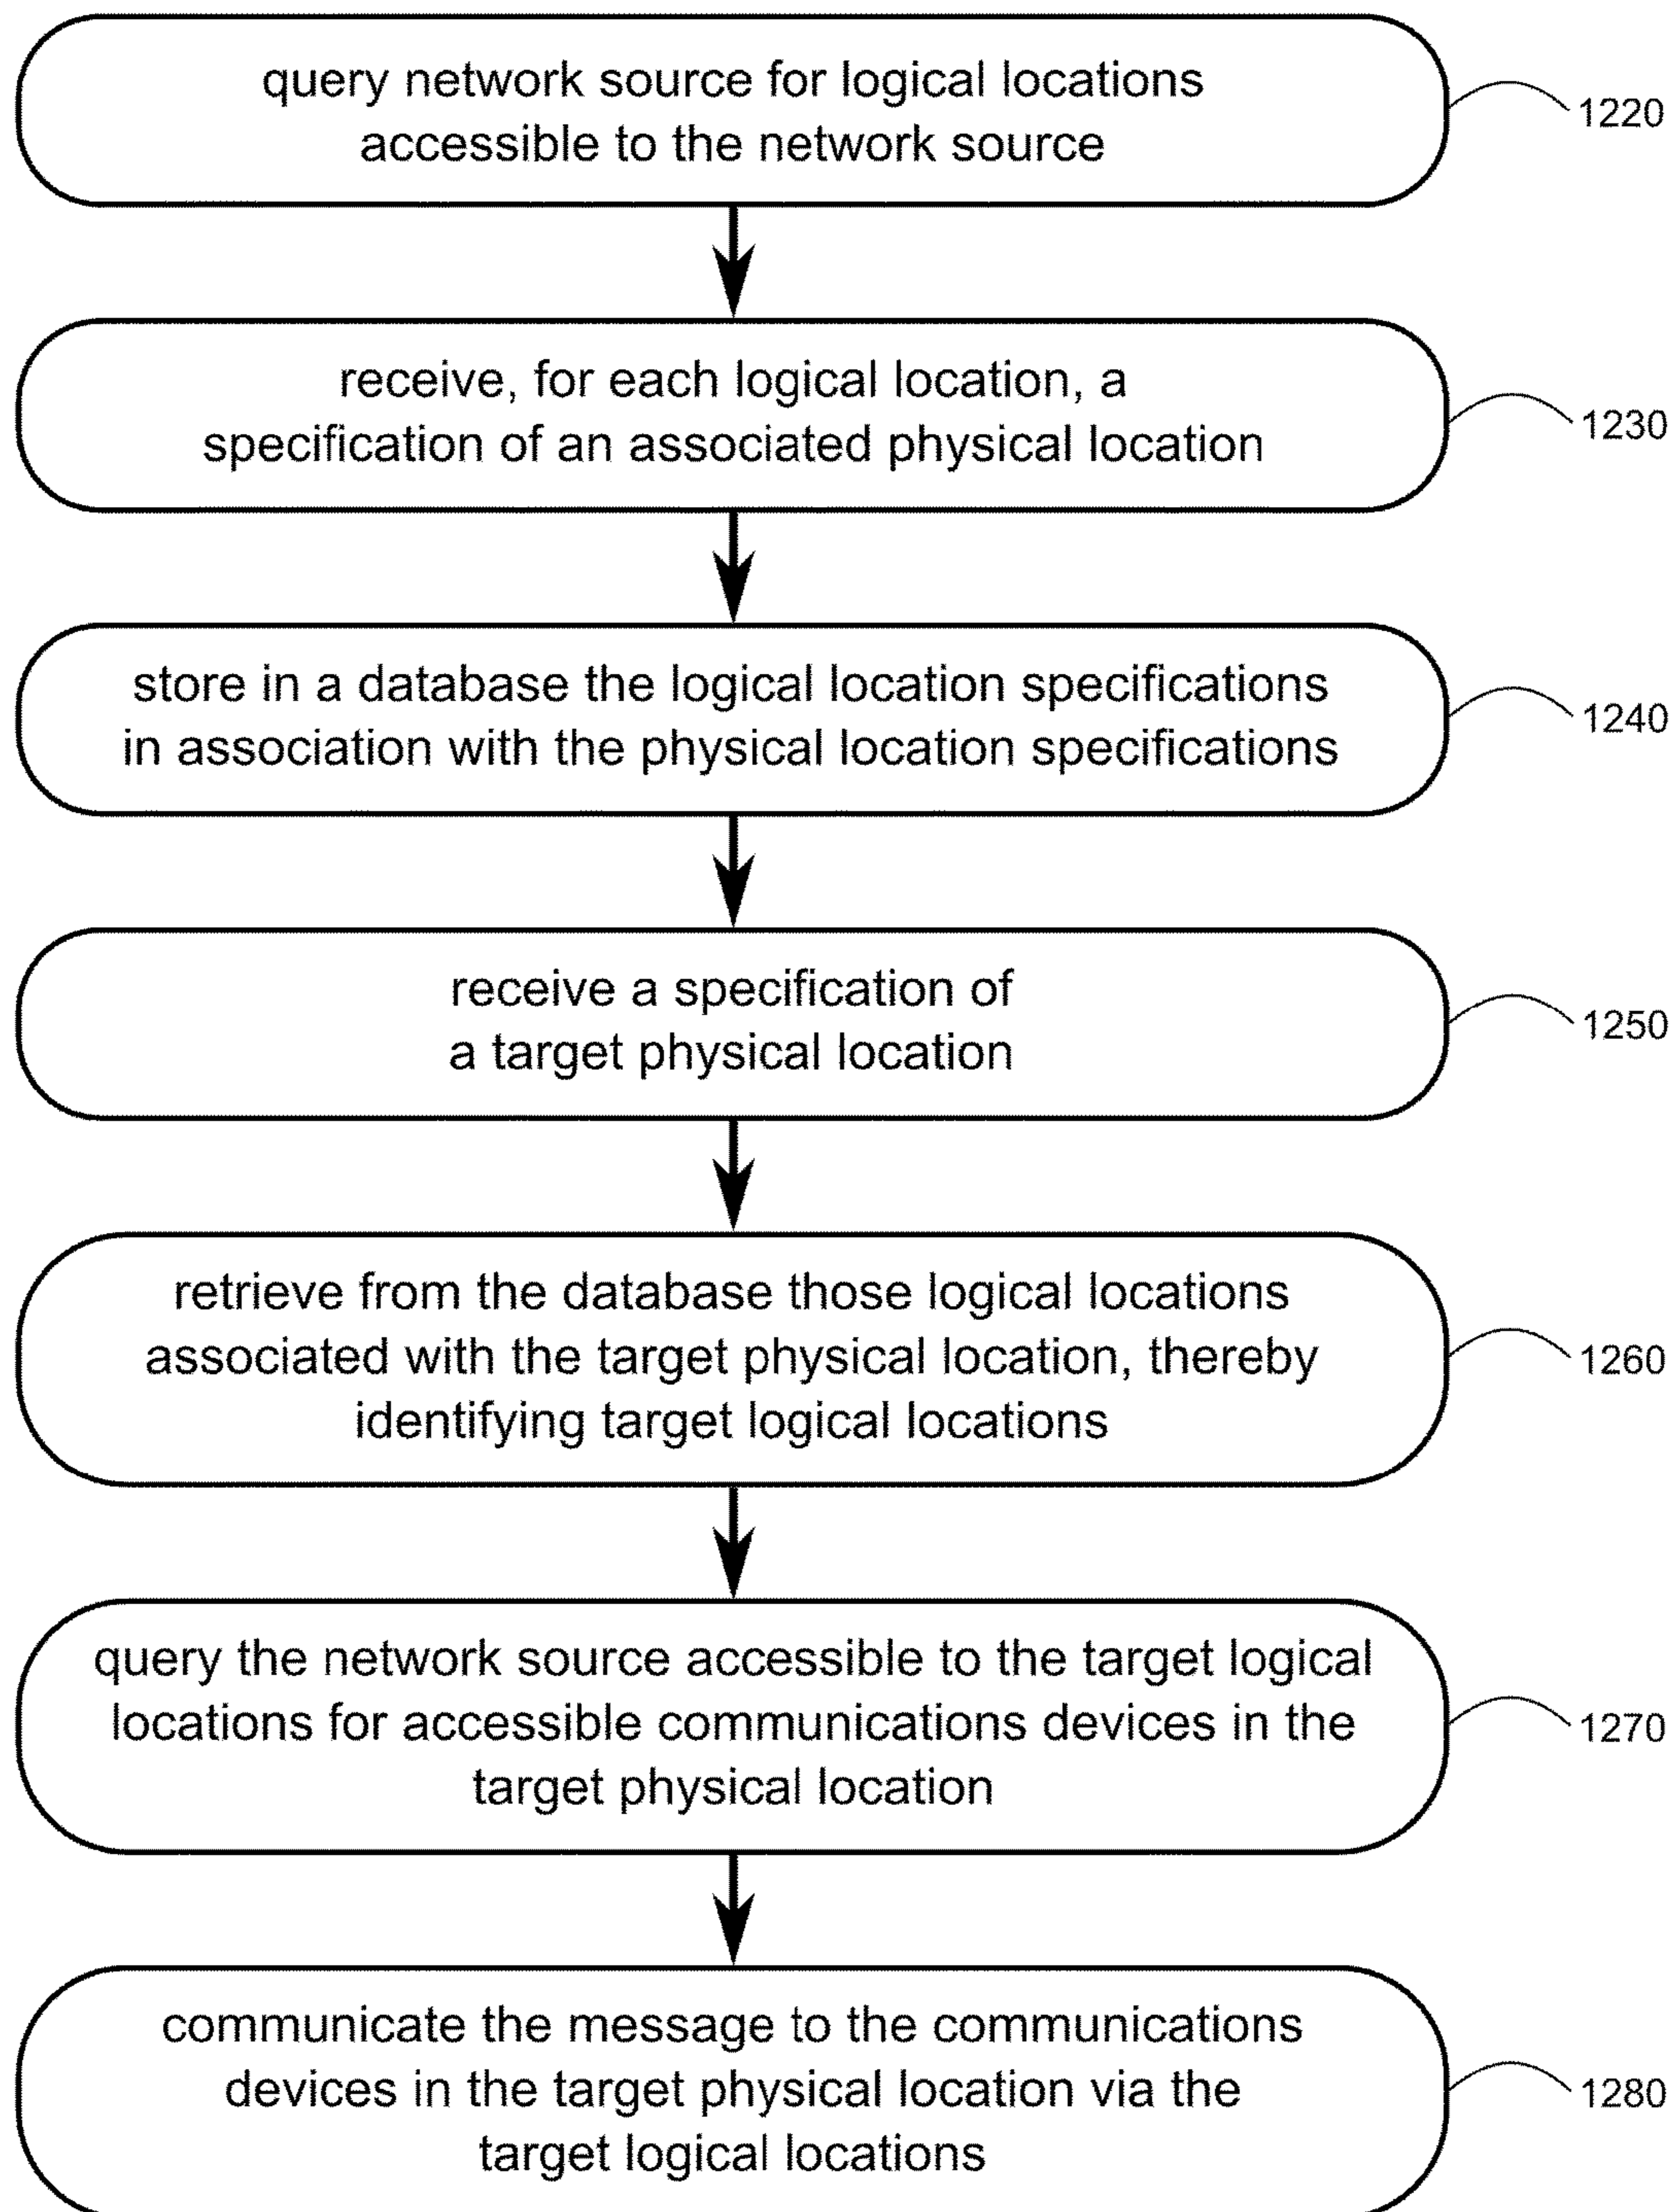 query network source for logical locations
accessible to the network source
1220
receive, for each logical location, a
specification of an associated physical location
1230
store in a database the logical location specifications
in association with the physical location specifications
1240
receive a specification of
a target physical location
1250
retrieve from the database those logical locations
associated with the target physical location, thereby
identifying target logical locations
1260
query the network source accessible to the target logical
locations for accessible communications devices in the
target physical location
1270
communicate the message to the communications
devices in the target physical location via the
target logical locations
1280